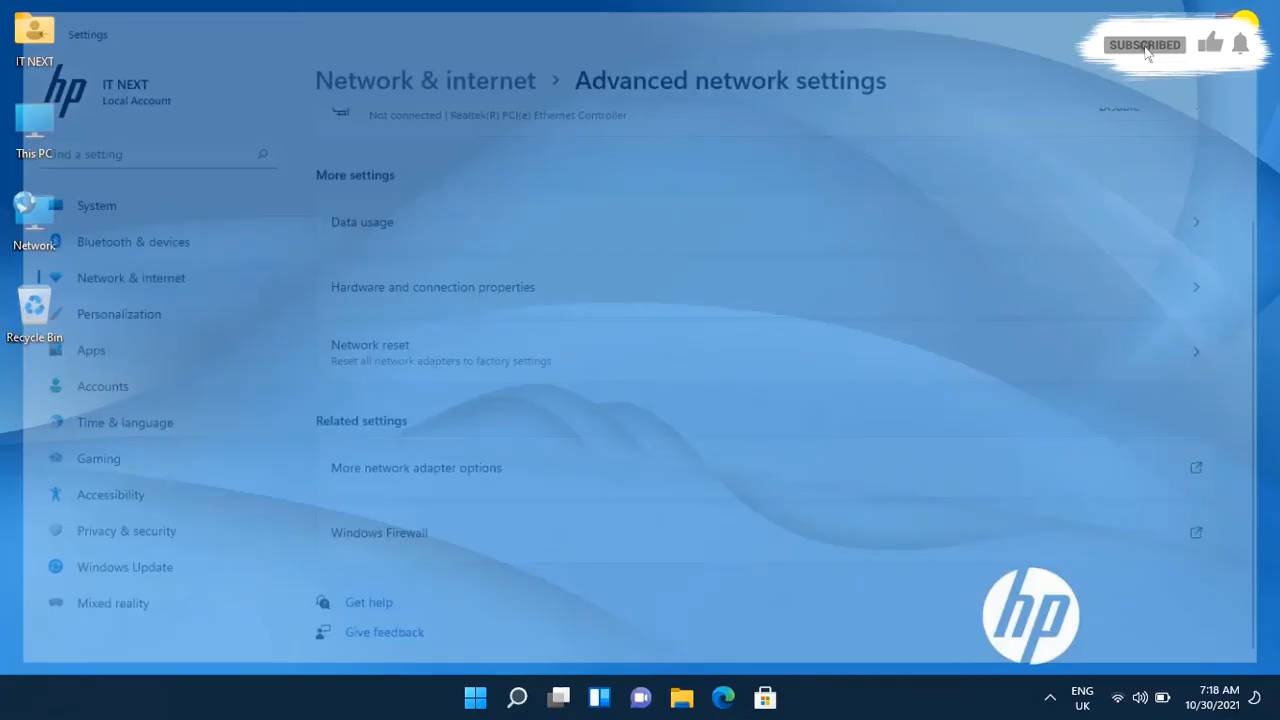 Settings
IT NEXT
hp
IT NEXT
Local Account
This PC
ind a setting
Network
Recycle Bin
System
Bluetooth & devices
Network & internet
Personalization
Apps
Accounts
Time & language
Gaming
Accessibility
Privacy & security
Windows Update
Mixed reality
Network & internet > Advanced network settings
Not connected | Realtek(R) PCI(e) Ethernet Controller
Disable
More settings
Data usage
Hardware and connection properties
Network reset
Reset all network adapters to factory settings
Related settings
More network adapter options
Windows Firewall
Get help
Give feedback
SUBSCRIBED
hp
ENG
UK
7:18 AM
10/30/2021